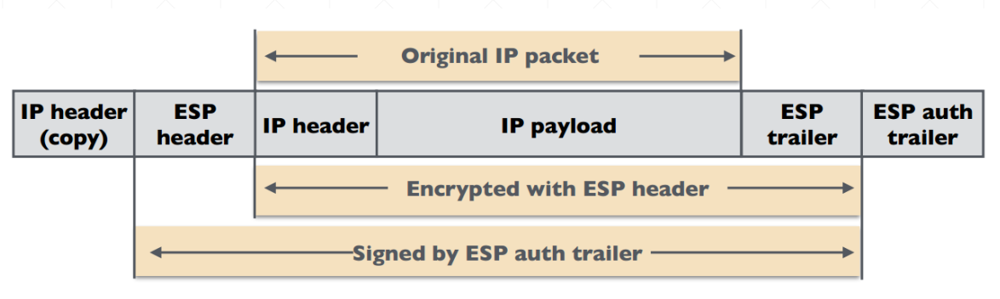 Original IP packet
IP header
(copy)
ESP
header
IP header
IP payload
ESP
trailer
ESP auth
trailer
Encrypted with ESP header
Signed by ESP auth trailer